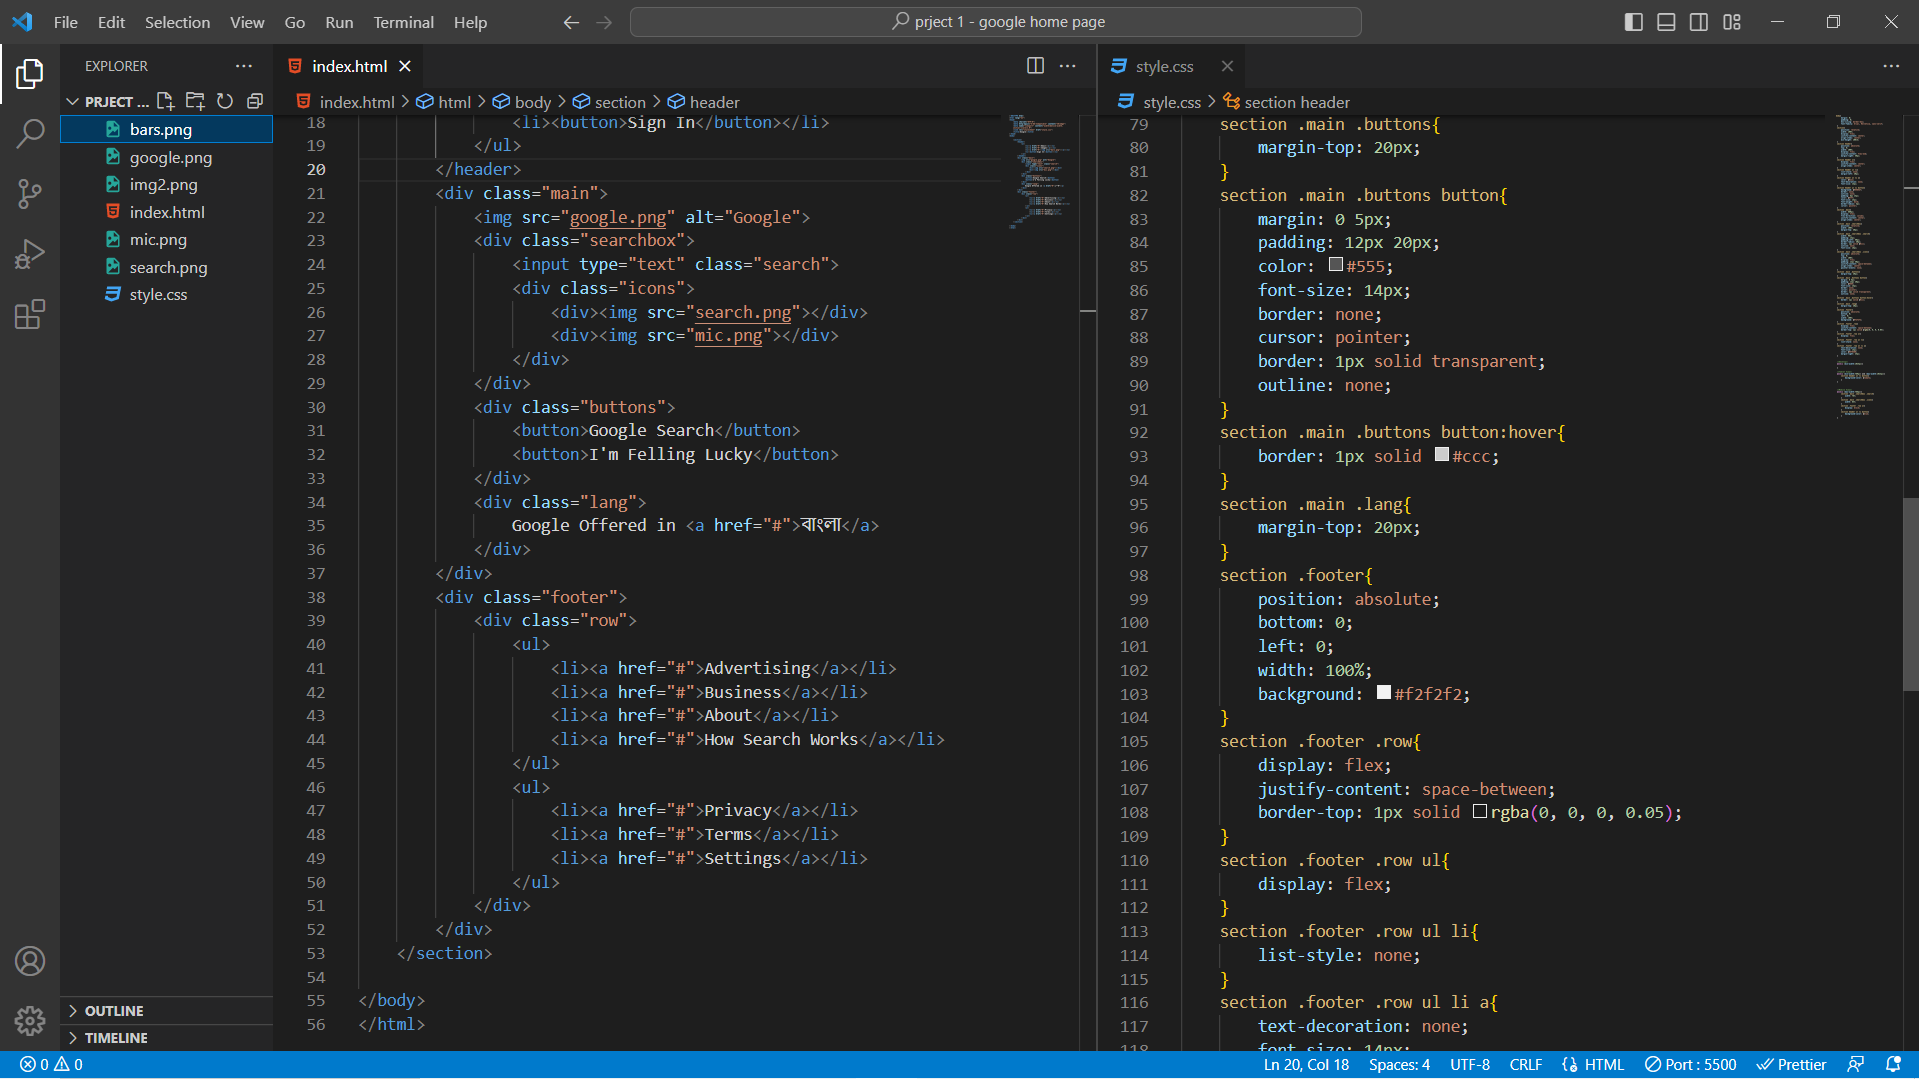 File Edit Selection View Go Run Terminal Help
prject 1 - google home page
EXPLORER
PRJECT ...
bars.png
google.png
img2.png
index.html
mic.png
search.png
style.css
OUTLINE
TIMELINE
index.html
index.html > html > body > section > header
18 <li><button>Sign In</button></li>
19 </ul>
20 </header>
21 <div class="main">
22 <img src="google.png" alt="Google">
23 <div class="searchbox">
24 <input type="text" class="search">
25 <div class="icons">
26 <div><img src="search.png"></div>
27 <div><img src="mic.png"></div>
28 </div>
29 </div>
30 <div class="buttons">
31 <button>Google Search</button>
32 <button>I'm Felling Lucky</button>
33 </div>
34 <div class="lang">
35 Google Offered in <a href="#">বাংলা</a>
36 </div>
37 </div>
38 <div class="footer">
39 <div class="row">
40 <ul>
41 <li><a href="#">Advertising</a></li>
42 <li><a href="#">Business</a></li>
43 <li><a href="#">About</a></li>
44 <li><a href="#">How Search Works</a></li>
45 </ul>
46 <ul>
47 <li><a href="#">Privacy</a></li>
48 <li><a href="#">Terms</a></li>
49 <li><a href="#">Settings</a></li>
50 </ul>
51 </div>
52 </div>
53 </section>
54
55 </body>
56 </html>
style.css
style.css > section header
79 section .main .buttons{
80 margin-top: 20px;
81 }
82 section .main .buttons button{
83 margin: 0 5px;
84 padding: 12px 20px;
85 color: #555;
86 font-size: 14px;
87 border: none;
88 cursor: pointer;
89 border: 1px solid transparent;
90 outline: none;
91 }
92 section .main .buttons button:hover{
93 border: 1px solid #ccc;
94 }
95 section .main .lang{
96 margin-top: 20px;
97 }
98 section .footer{
99 position: absolute;
100 bottom: 0;
101 left: 0;
102 width: 100%;
103 background: #f2f2f2;
104 }
105 section .footer .row{
106 display: flex;
107 justify-content: space-between;
108 border-top: 1px solid rgba(0, 0, 0, 0.05);
109 }
110 section .footer .row ul{
111 display: flex;
112 }
113 section .footer .row ul li{
114 list-style: none;
115 }
116 section .footer .row ul li a{
117 text-decoration: none;
118 font-size: 14px;
0 0
Ln 20, Col 18 Spaces: 4 UTF-8 CRLF HTML Port : 5500 Prettier